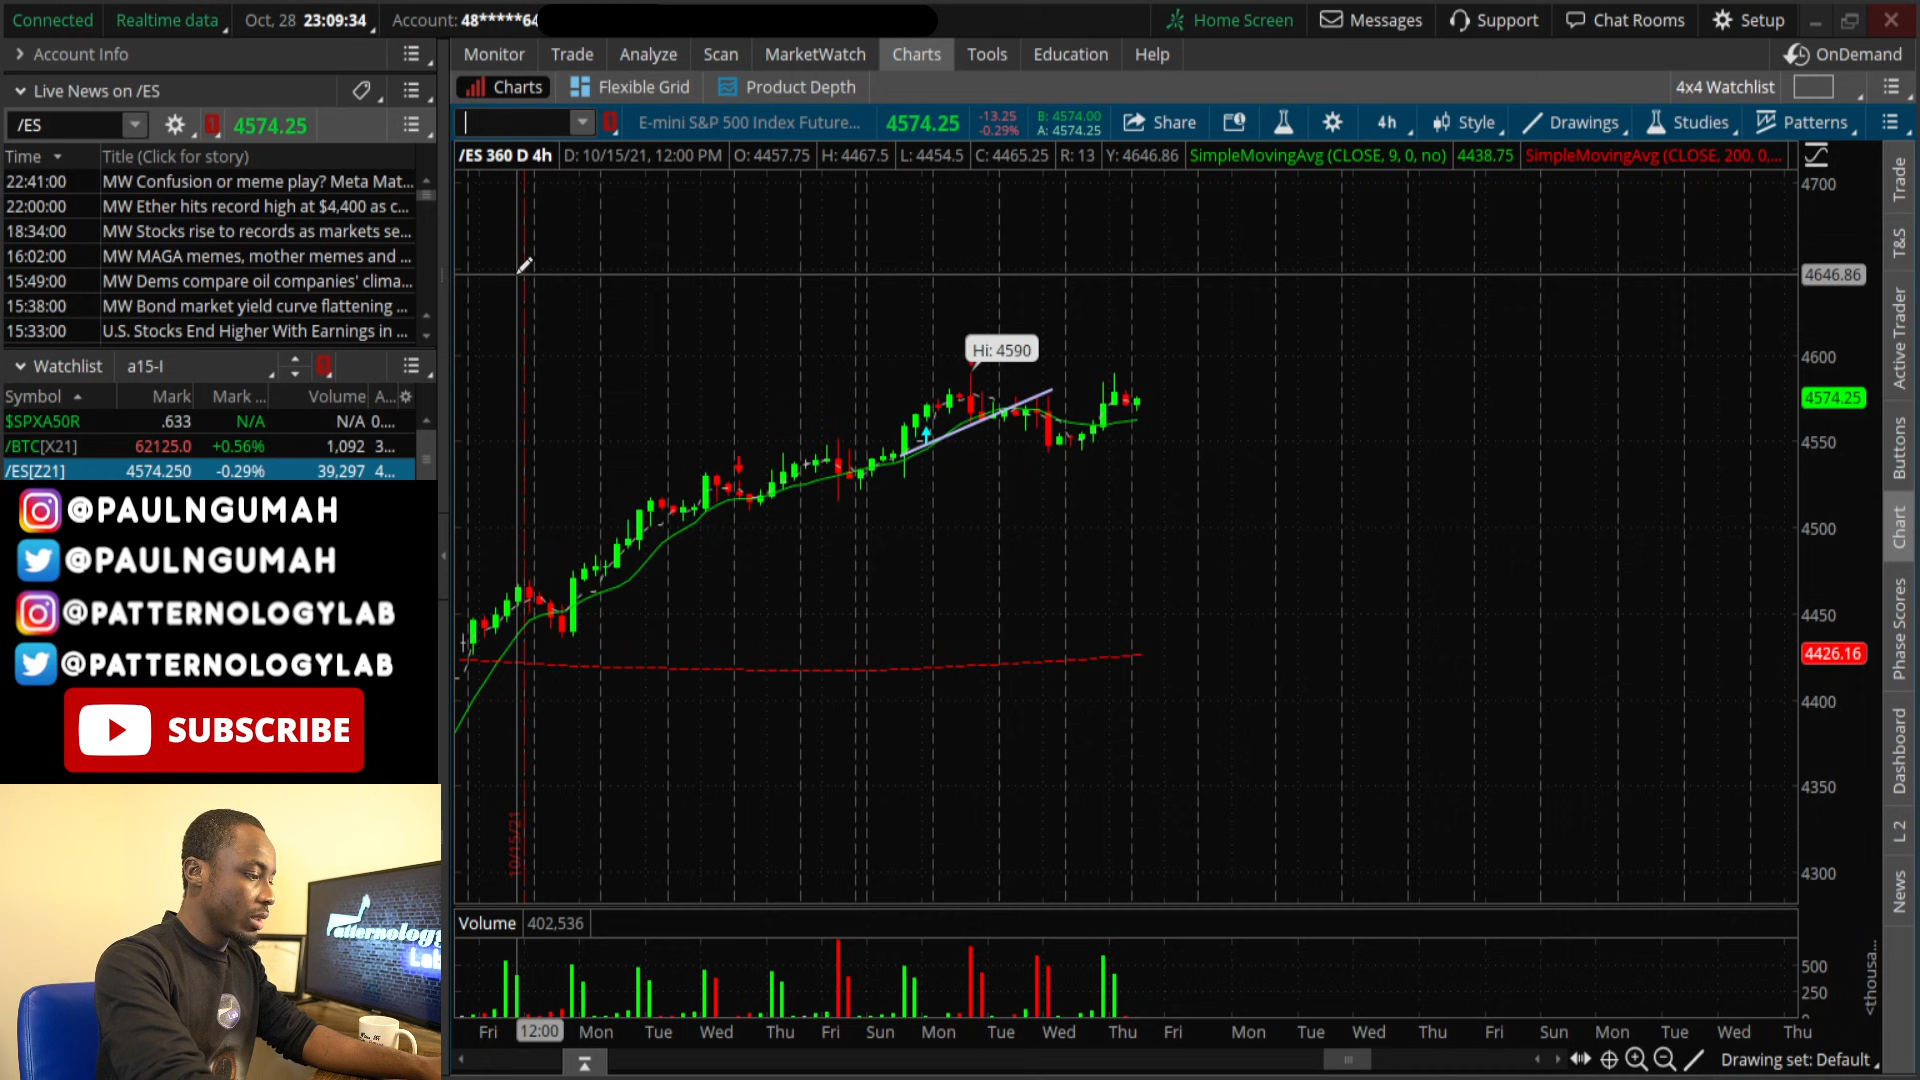 Connected Realtime data Oct, 28 23:09:34 Account: 48*****64 Home Screen Messages Support Chat Rooms Setup
Account Info Monitor Trade Analyze Scan MarketWatch Charts Tools Education Help OnDemand
Live News on /ES Charts Flexible Grid Product Depth 4x4 Watchlist
/ES 4574.25 E-mini S&P 500 Index Future... 4574.25 -13.25 -0.29% B: 4574.00 A: 4574.25 Share 4h Style Drawings Studies Patterns
Time Title (Click for story)
/ES 360 D 4h D: 10/15/21, 12:00 PM O: 4457.75 H: 4467.5 L: 4454.5 C: 4465.25 R: 13 Y: 4646.86 SimpleMovingAvg (CLOSE, 9, 0, no) 4438.75 SimpleMovingAvg (CLOSE, 200, 0,...
22:41:00 MW Confusion or meme play? Meta Mat...
22:00:00 MW Ether hits record high at $4,400 as c...
18:34:00 MW Stocks rise to records as markets se...
16:02:00 MW MAGA memes, mother memes and ...
15:49:00 MW Dems compare oil companies' clima...
15:38:00 MW Bond market yield curve flattening ...
15:33:00 U.S. Stocks End Higher With Earnings in ...
Watchlist a15-I
Symbol Mark Mark ... Volume A...
$SPXA50R .633 N/A N/A 0....
/BTC[X21] 62125.0 +0.56% 1,092 3...
/ES[Z21] 4574.250 -0.29% 39,297 4...
@PAULNGUMAH
@PAULNGUMAH
@PATTERNOLOGYLAB
@PATTERNOLOGYLAB
SUBSCRIBE
Patternology
Lab
Hi: 4590
10/15/21
4700
4646.86
4600
4574.25
4550
4500
4450
4426.16
4400
4350
4300
Volume 402,536
500
250
0
<thousa...
Fri 12:00 Mon Tue Wed Thu Fri Sun Mon Tue Wed Thu Fri Mon Tue Wed Thu Fri Sun Mon Tue Wed Thu
Drawing set: Default
Trade
T&S
Active Trader
Buttons
Chart
Phase Scores
Dashboard
L 2
News